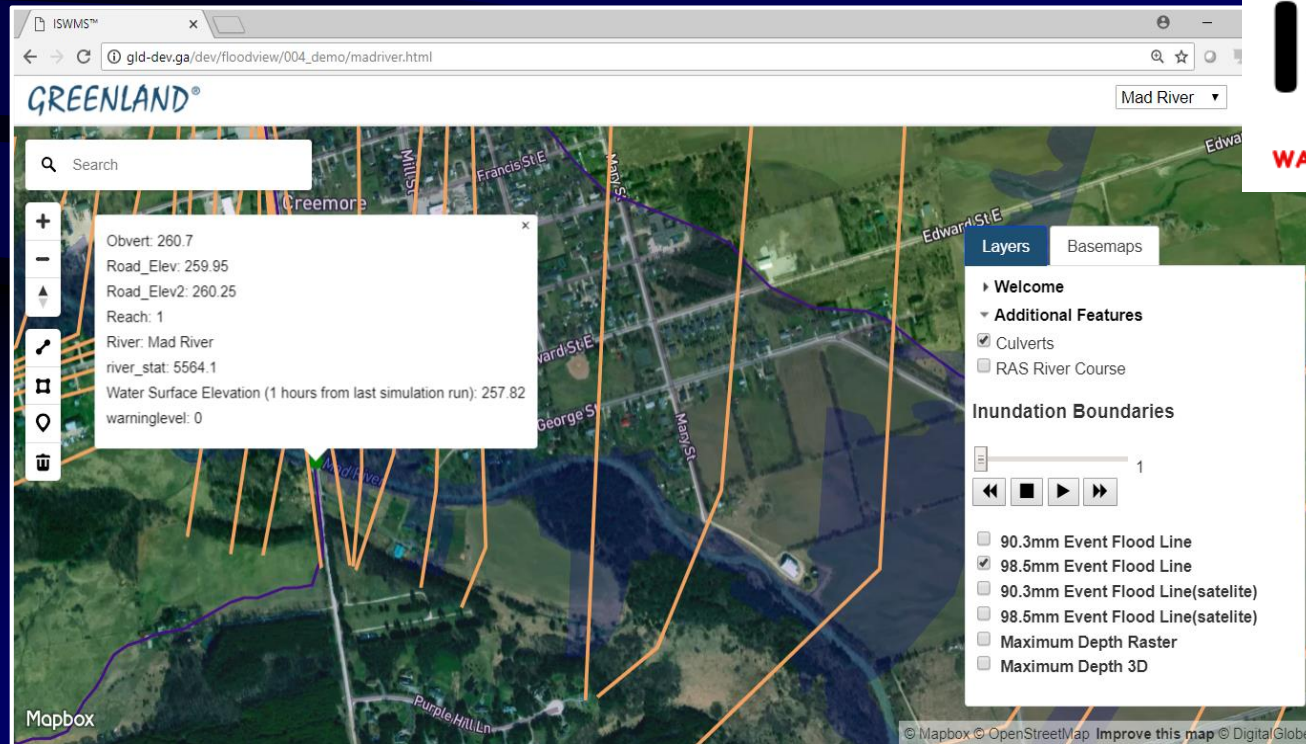 ISWMS™
gld-dev.ga/dev/floodview/004_demo/madriver.html
GREENLAND®
Mad River
WA
Search
Mill St
Francis St E
Mary St
Creemore
Edwa
Edward St E
Obvert: 260.7
Road_Elev: 259.95
Road_Elev2: 260.25
Reach: 1
River: Mad River
river_stat: 5564.1
Water Surface Elevation (1 hours from last simulation run): 257.82
warninglevel: 0
ward St E
George St
Mary St
Mad River
Purple Hill Ln
Layers
Basemaps
Welcome
Additional Features
Culverts
RAS River Course
Inundation Boundaries
1
90.3mm Event Flood Line
98.5mm Event Flood Line
90.3mm Event Flood Line(satelite)
98.5mm Event Flood Line(satelite)
Maximum Depth Raster
Maximum Depth 3D
Mapbox
© Mapbox © OpenStreetMap Improve this map © DigitalGlobe